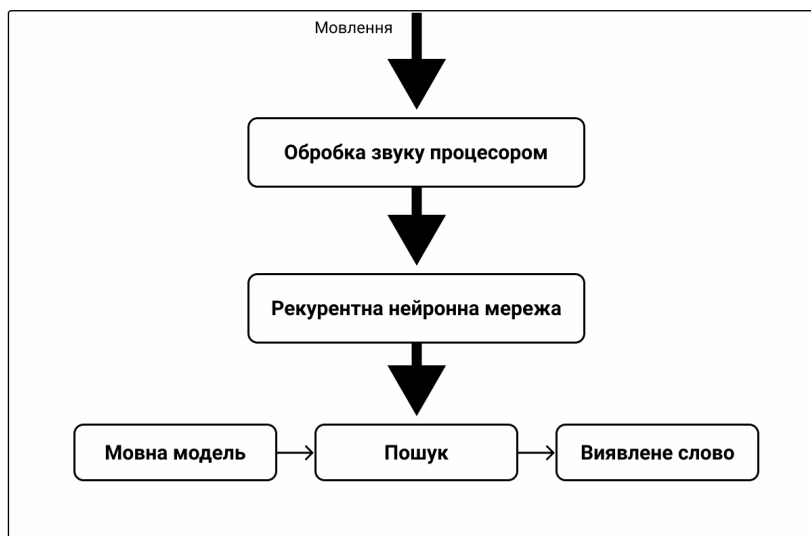 Мовлення
Обробка звуку процесором
Рекурентна нейронна мережа
Мовна модель
Пошук
Виявлене слово